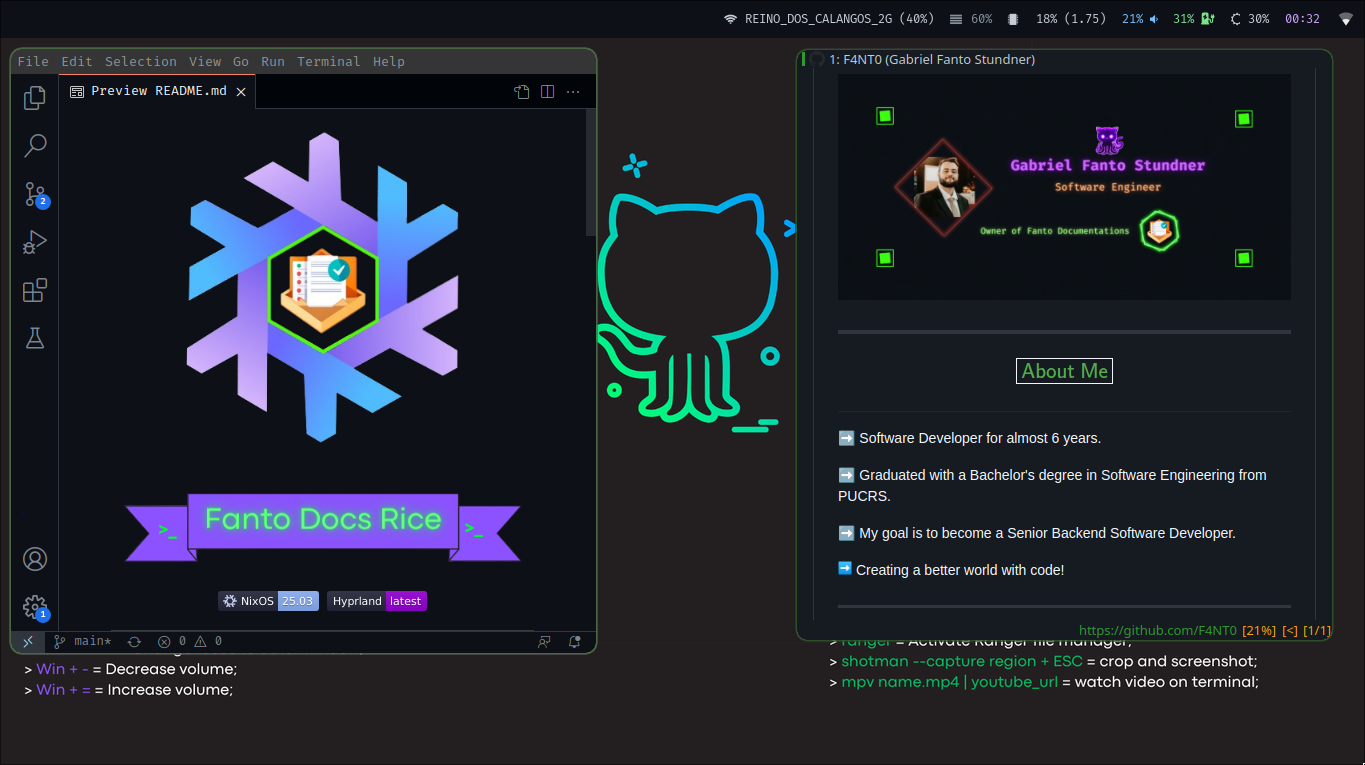 REINO_DOS_CALANGOS_2G (40%) 60% 18% (1.75) 21% 31% 30% 00:32
File Edit Selection View Go Run Terminal Help
Preview README.md
2
Fanto Docs Rice
>_ >_
NixOS 25.03 Hyprland latest
1
main* 0 0
> Win + - = Decrease volume;
> Win + = = Increase volume;
1: F4NT0 (Gabriel Fanto Stundner)
Gabriel Fanto Stundner
Software Engineer
Owner of Fanto Documentations
About Me
➡️ Software Developer for almost 6 years.
➡️ Graduated with a Bachelor's degree in Software Engineering from
PUCRS.
➡️ My goal is to become a Senior Backend Software Developer.
➡️ Creating a better world with code!
https://github.com/F4NT0 [21%] [<] [1/1]
> ranger = Activate Ranger file manager;
> shotman --capture region + ESC = crop and screenshot;
> mpv name.mp4 | youtube_url = watch video on terminal;